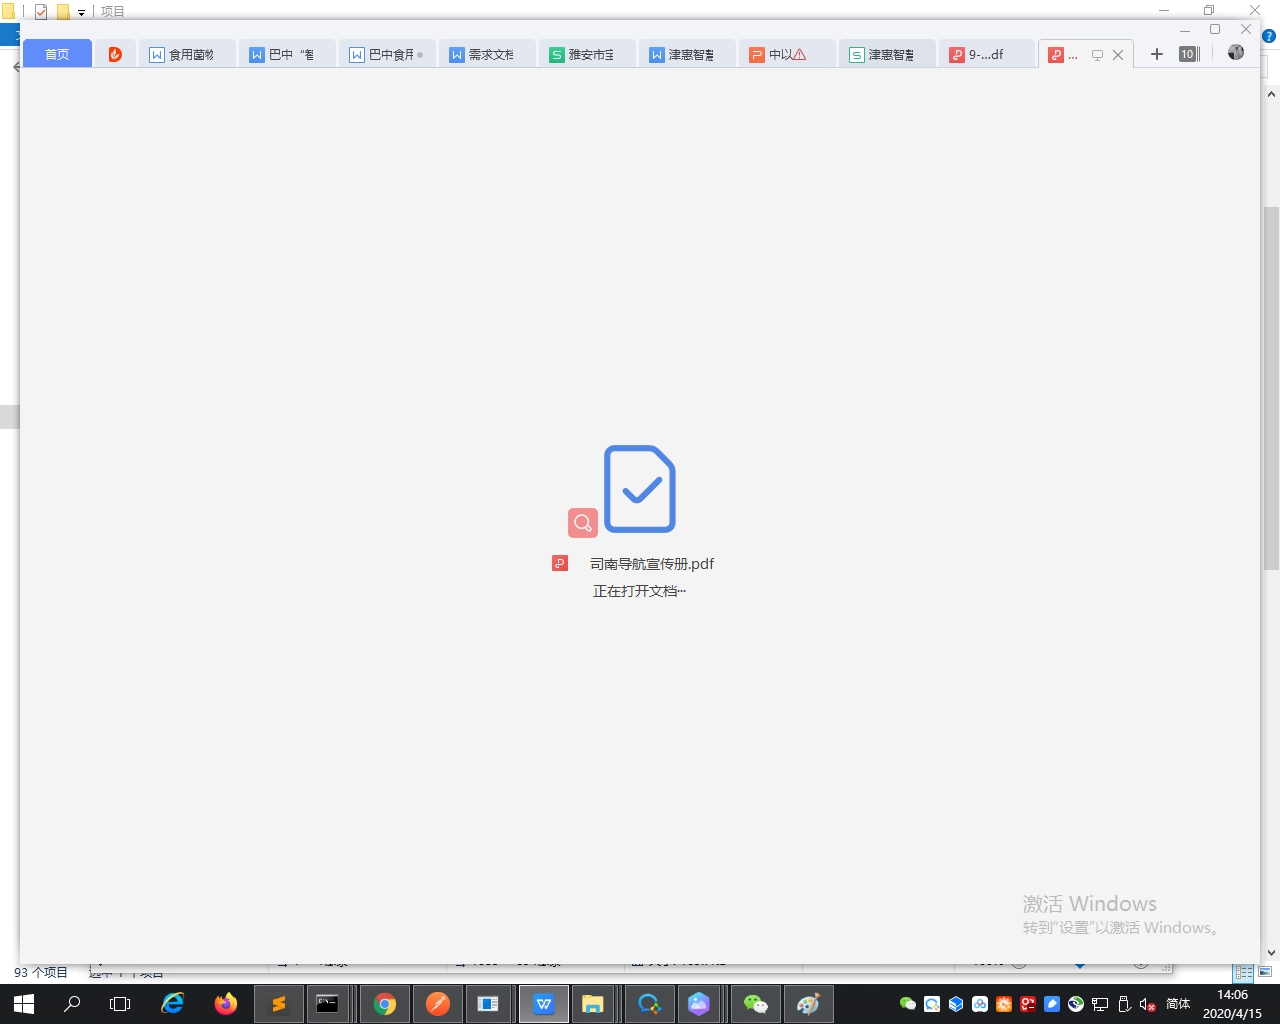 项目
首页
食用菌物
巴中“智
巴中食用
需求文档
雅安市宝
津惠智慧
中以
津惠智慧
9-...df
...
10
司南导航宣传册.pdf
正在打开文档···
激活 Windows
转到“设置”以激活 Windows。
93 个项目
简体
14:06
2020/4/15